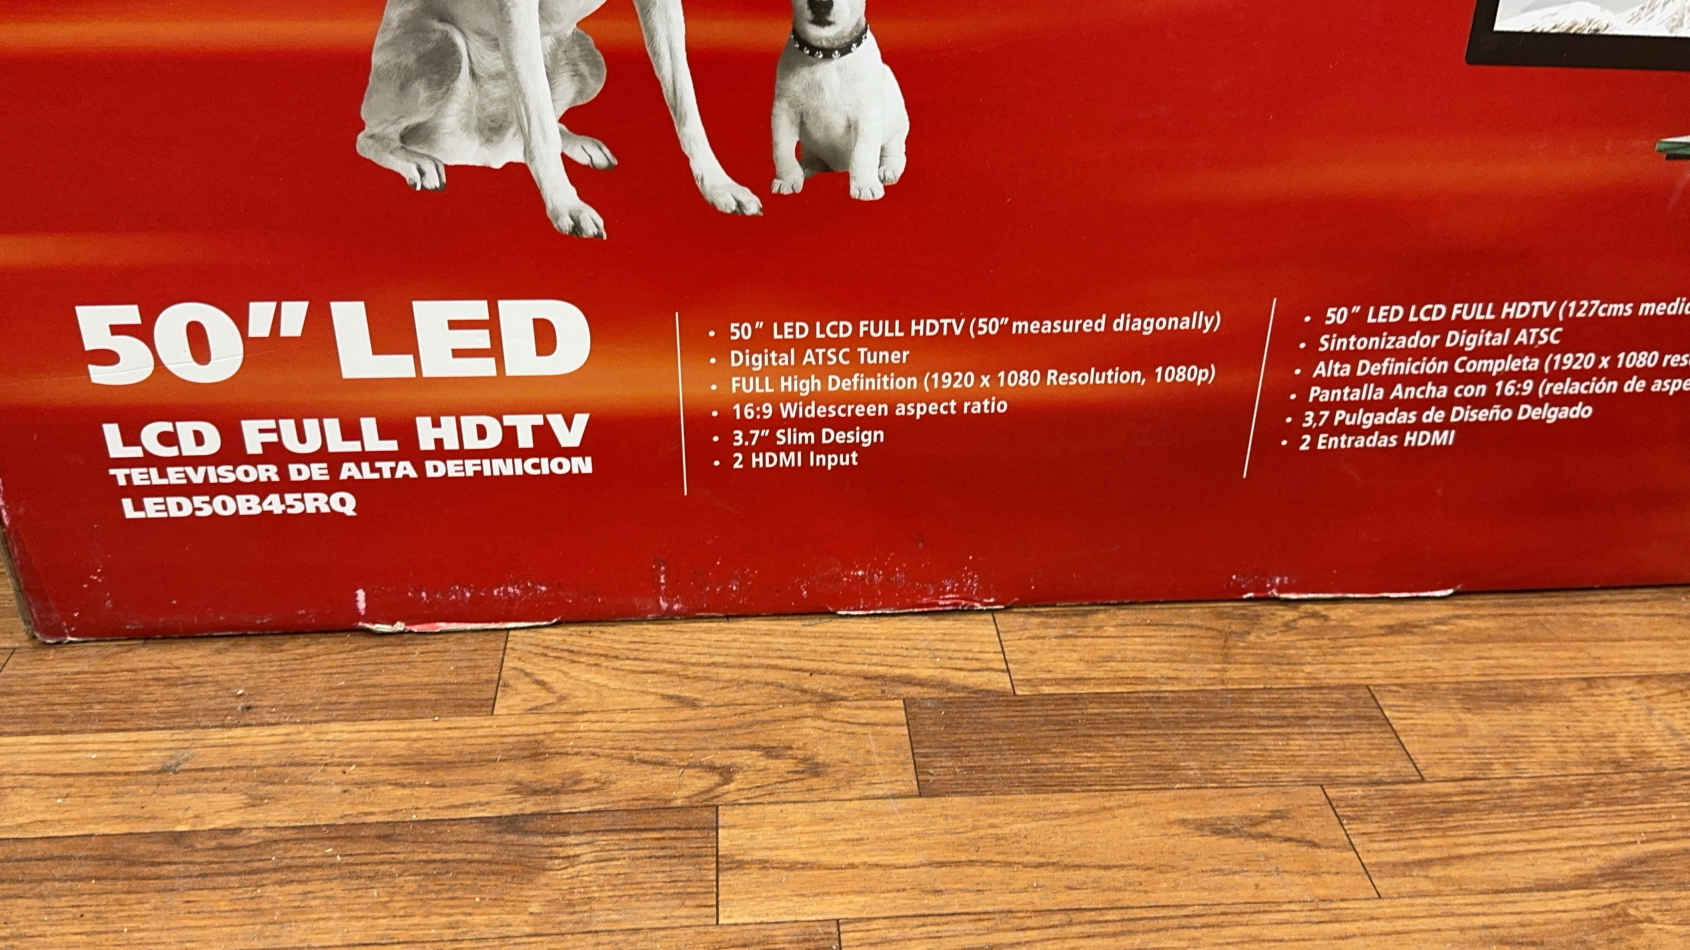 50" LED
LCD FULL HDTV
TELEVISOR DE ALTA DEFINICION
LED50B45RQ
• 50" LED LCD FULL HDTV (50" measured diagonally)
• Digital ATSC Tuner
• FULL High Definition (1920 x 1080 Resolution, 1080p)
• 16:9 Widescreen aspect ratio
• 3.7" Slim Design
• 2 HDMI Input
• 50" LED LCD FULL HDTV (127cms
• Sintonizador Digital ATSC
• Alta Definición Completa (1920 x 1080
• Pantalla Ancha con 16:9 (relación de
• 3,7 Pulgadas de Diseño Delgado
• 2 Entradas HDMI